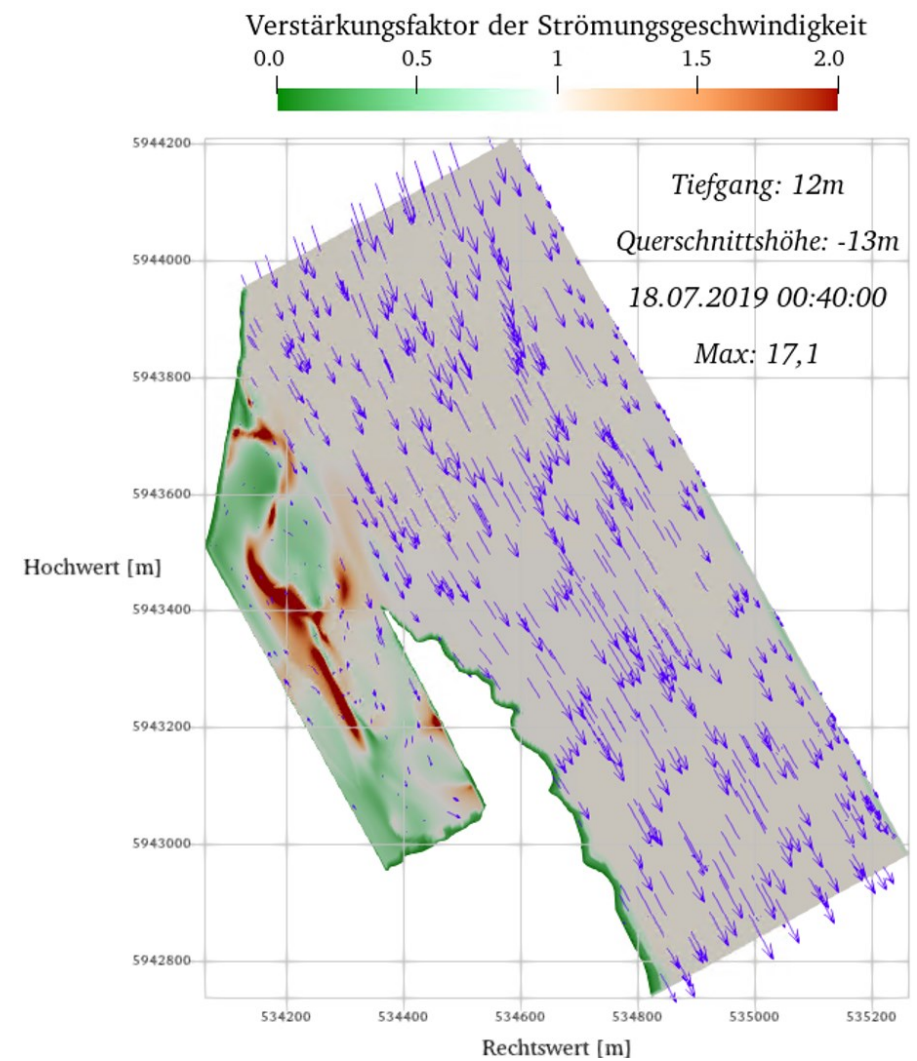 Verstärkungsfaktor der Strömungsgeschwindigkeit
0.0 0.5 1 1.5 2.0
5944200
Tiefgang: 12m
Querschnittshöhe: -13m
5944000
18.07.2019 00:40:00
Max: 17,1
5943800
5943600
Hochwert [m]
5943400
5943200
5943000
5942800
534200 534400 534600 534800 535000 535200
Rechtswert [m]